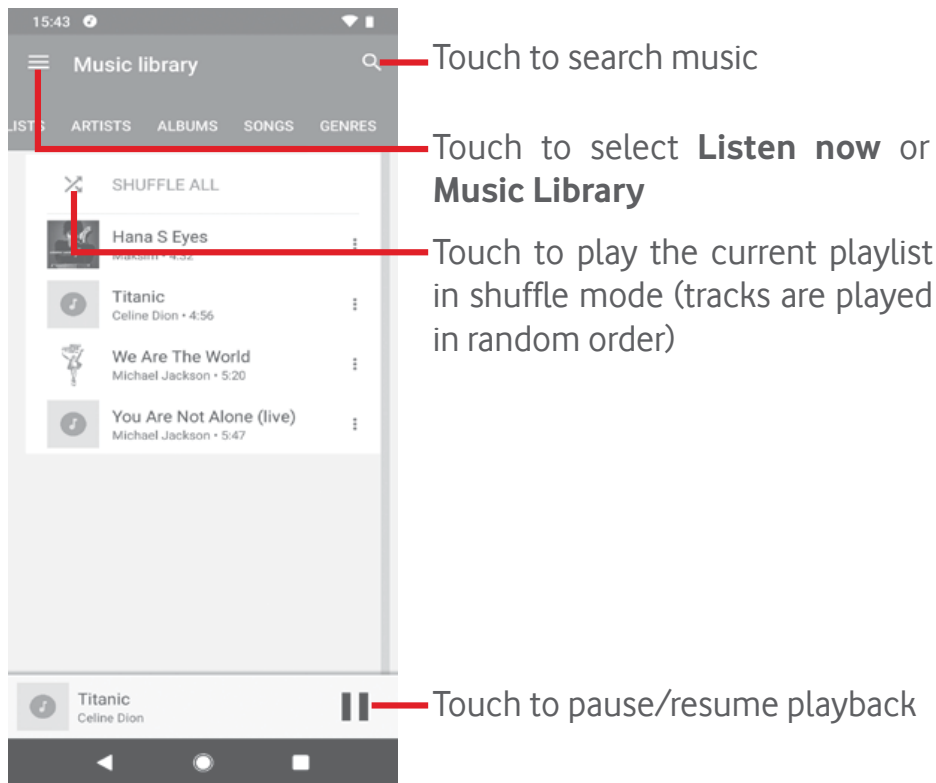 15:43
Music library
Touch to search music
LISTS ARTISTS ALBUMS SONGS GENRES
Touch to select Listen now or
Music Library
SHUFFLE ALL
Hana S Eyes
Maksim • 4:32
Touch to play the current playlist
in shuffle mode (tracks are played
in random order)
Titanic
Celine Dion • 4:56
We Are The World
Michael Jackson • 5:20
You Are Not Alone (live)
Michael Jackson • 5:47
Titanic
Celine Dion
Touch to pause/resume playback